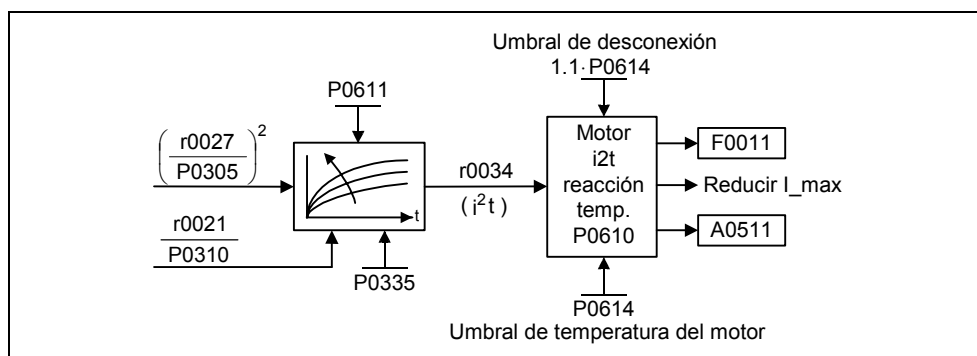 Umbral de desconexión
1.1·P0614
P0611
(r0027/P0305)²
r0021
P0310
t
P0335
r0034
(i²t)
Motor
i2t
reacción
temp.
P0610
F0011
Reducir I_max
A0511
P0614
Umbral de temperatura del motor